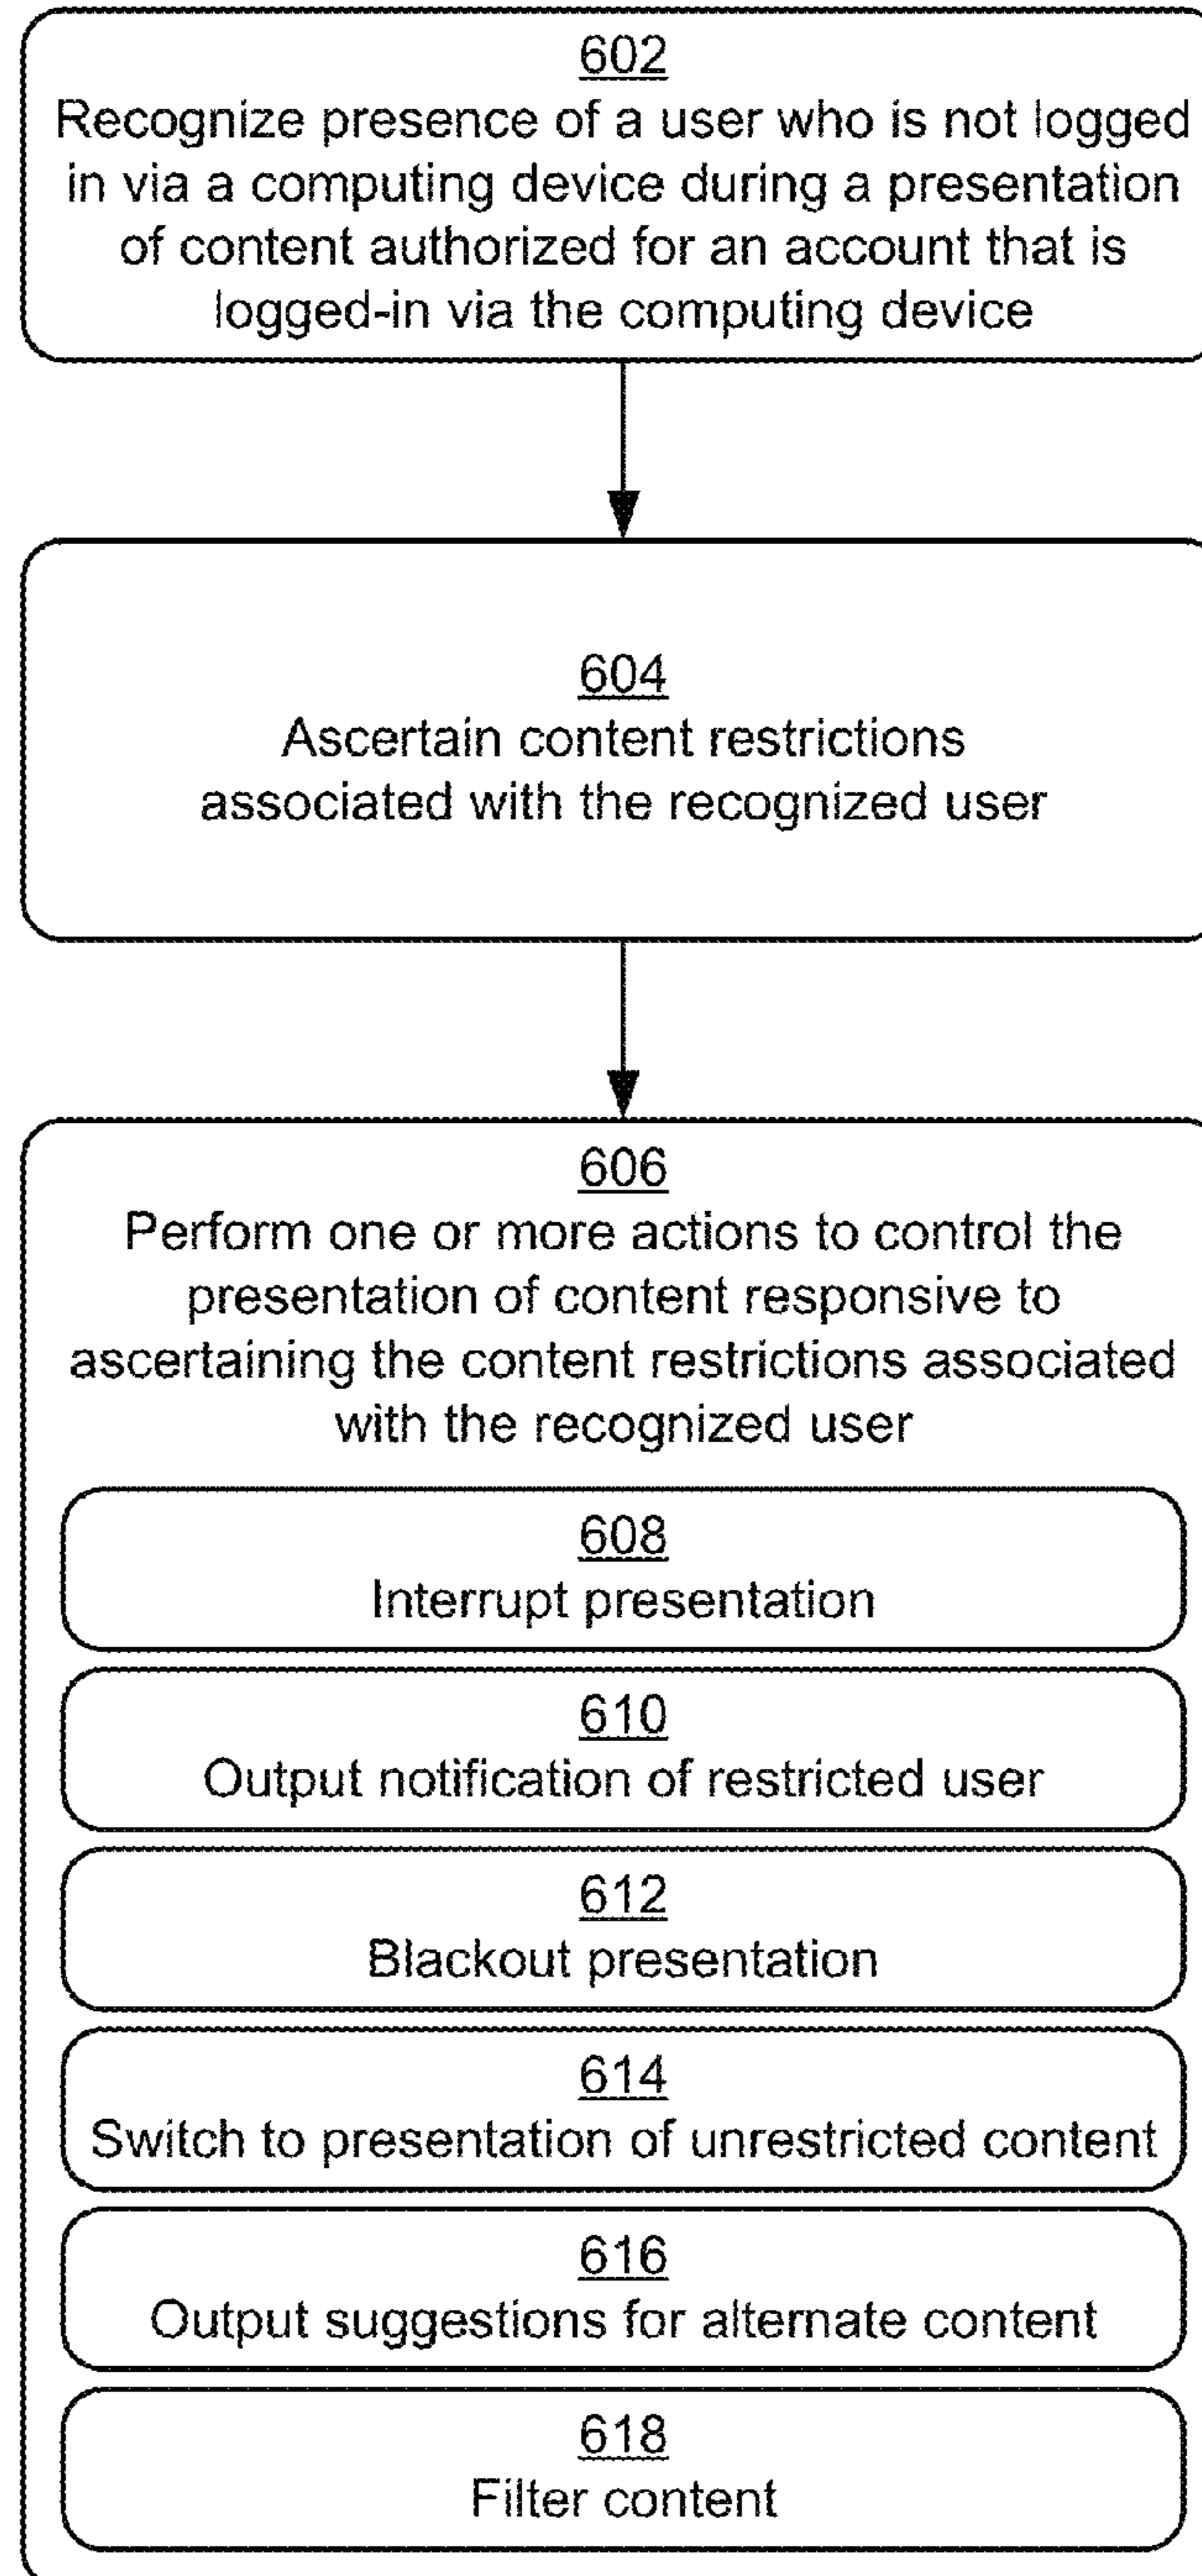 602
Recognize presence of a user who is not logged
in via a computing device during a presentation
of content authorized for an account that is
logged-in via the computing device
604
Ascertain content restrictions
associated with the recognized user
606
Perform one or more actions to control the
presentation of content responsive to
ascertaining the content restrictions associated
with the recognized user
608
Interrupt presentation
610
Output notification of restricted user
612
Blackout presentation
614
Switch to presentation of unrestricted content
616
Output suggestions for alternate content
618
Filter content